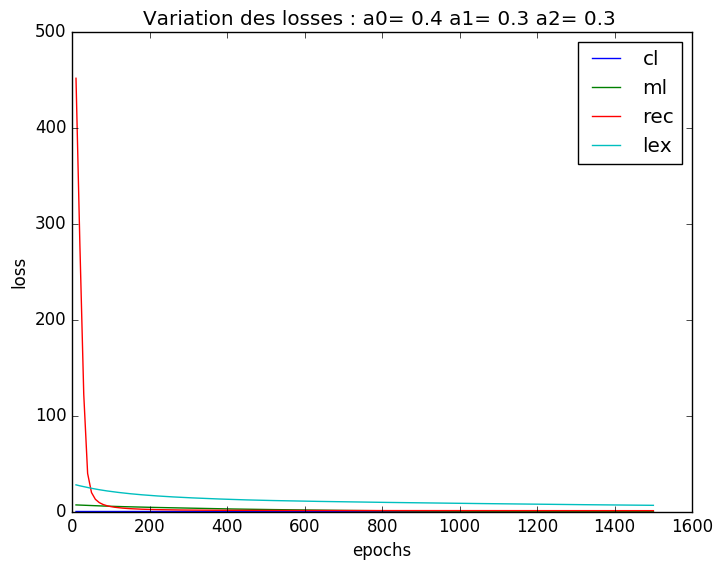 Variation des losses : a0= 0.4 a1= 0.3 a2= 0.3
500
400
300
200
100
0
loss
cl
ml
rec
lex
0 200 400 600 800 1000 1200 1400 1600
epochs